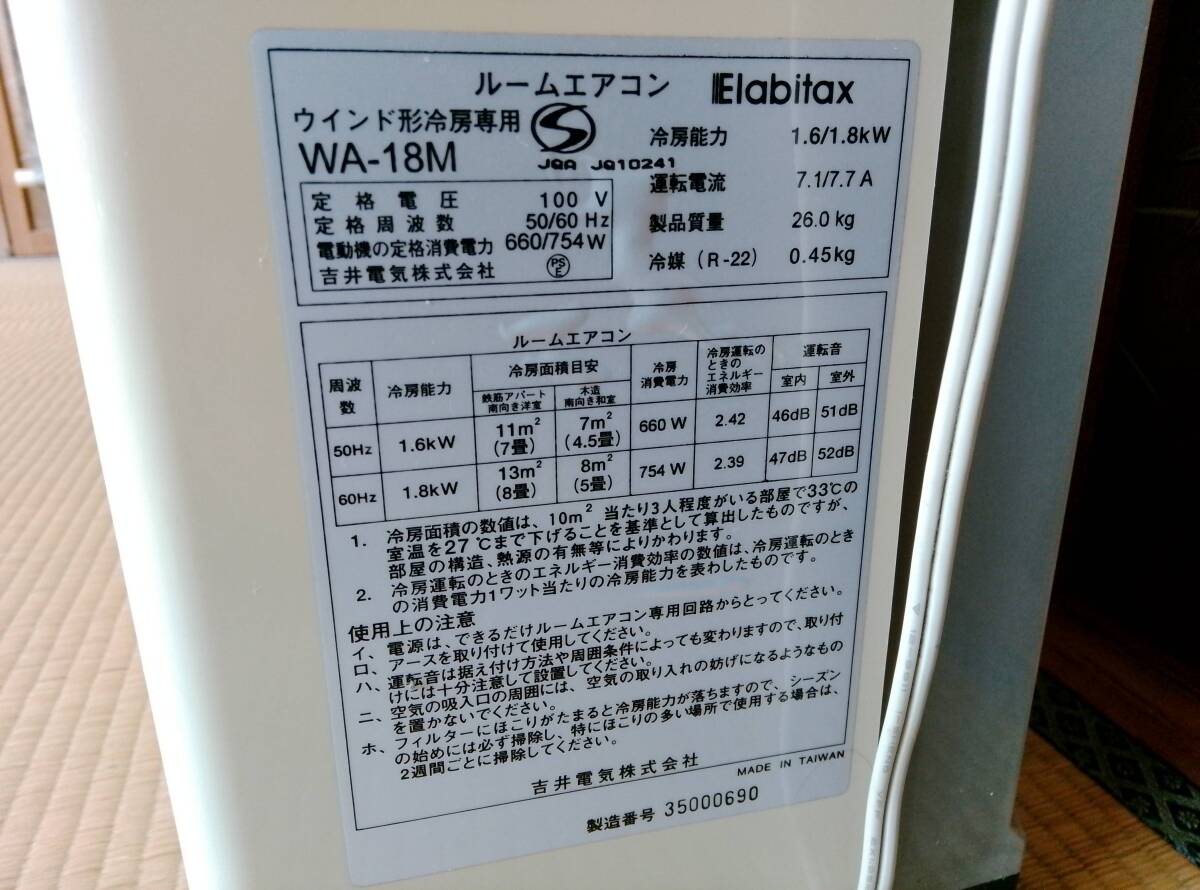 ルームエアコン Elabitax
ウインド形冷房専用
WA-18M
JQA JQ10241
冷房能力 1.6/1.8kW
運転電流 7.1/7.7 A
製品質量 26.0 kg
冷媒 (R-22) 0.45kg
定格電圧 100 V
定格周波数 50/60 Hz
電動機の定格消費電力 660/754 W
吉井電気株式会社 PSE
ルームエアコン
周波数 冷房能力 冷房面積目安 冷房消費電力 冷房運転のときのエネルギー消費効率 運転音
鉄筋アパート南向き洋室 木造南向き和室 室内 室外
50Hz 1.6kW 11m² (7畳) 7m² (4.5畳) 660 W 2.42 46dB 51dB
60Hz 1.8kW 13m² (8畳) 8m² (5畳) 754 W 2.39 47dB 52dB
1. 冷房面積の数値は、10m² 当たり3人程度がいる部屋で33℃の
室温を27℃まで下げることを基準として算出したものですが、
部屋の構造、熱源の有無等によりかわります。
2. 冷房運転のときのエネルギー消費効率の数値は、冷房運転のとき
の消費電力1ワット当たりの冷房能力を表わしたものです。
使用上の注意
イ、電源は、できるだけルームエアコン専用回路からとってください。
ロ、アースを取り付けて使用してください。
ハ、運転音は据え付け方法や周囲条件によっても変わりますので、取り付
けには十分注意して設置してください。
ニ、空気の吸入口の周囲には、空気の取り入れの妨げになるようなもの
を置かないでください。
ホ、フィルターにほこりがたまると冷房能力が落ちますので、シーズン
の始めには必ず掃除し、特にほこりの多い場所で使用する場合は、
2週間ごとに掃除してください。
吉井電気株式会社 MADE IN TAIWAN
製造番号 35000690